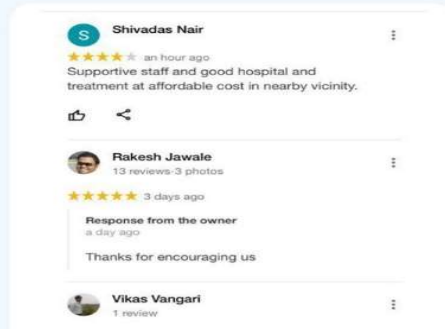 S
Shivadas Nair
an hour ago
Supportive staff and good hospital and
treatment at affordable cost in nearby vicinity.
Rakesh Jawale
13 reviews·3 photos
3 days ago
Response from the owner
a day ago
Thanks for encouraging us
Vikas Vangari
1 review